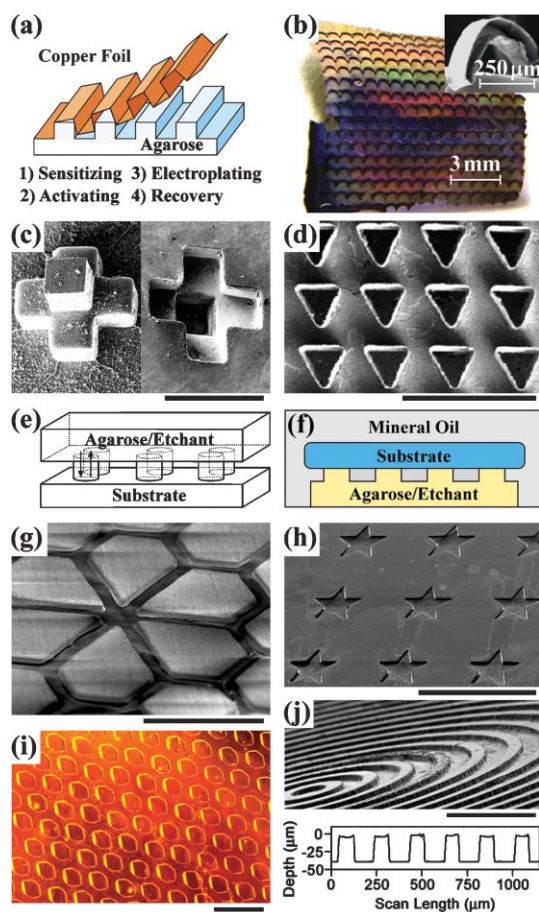 (a)
Copper Foil
Agarose
1) Sensitizing 3) Electroplating
2) Activating 4) Recovery
(b)
250 μm
3 mm
(c)
(d)
(e)
Agarose/Etchant
Substrate
(f)
Mineral Oil
Substrate
Agarose/Etchant
(g)
(h)
(i)
(j)
Depth (μm)
0
-25
-50
0 250 500 750 1000
Scan Length (μm)